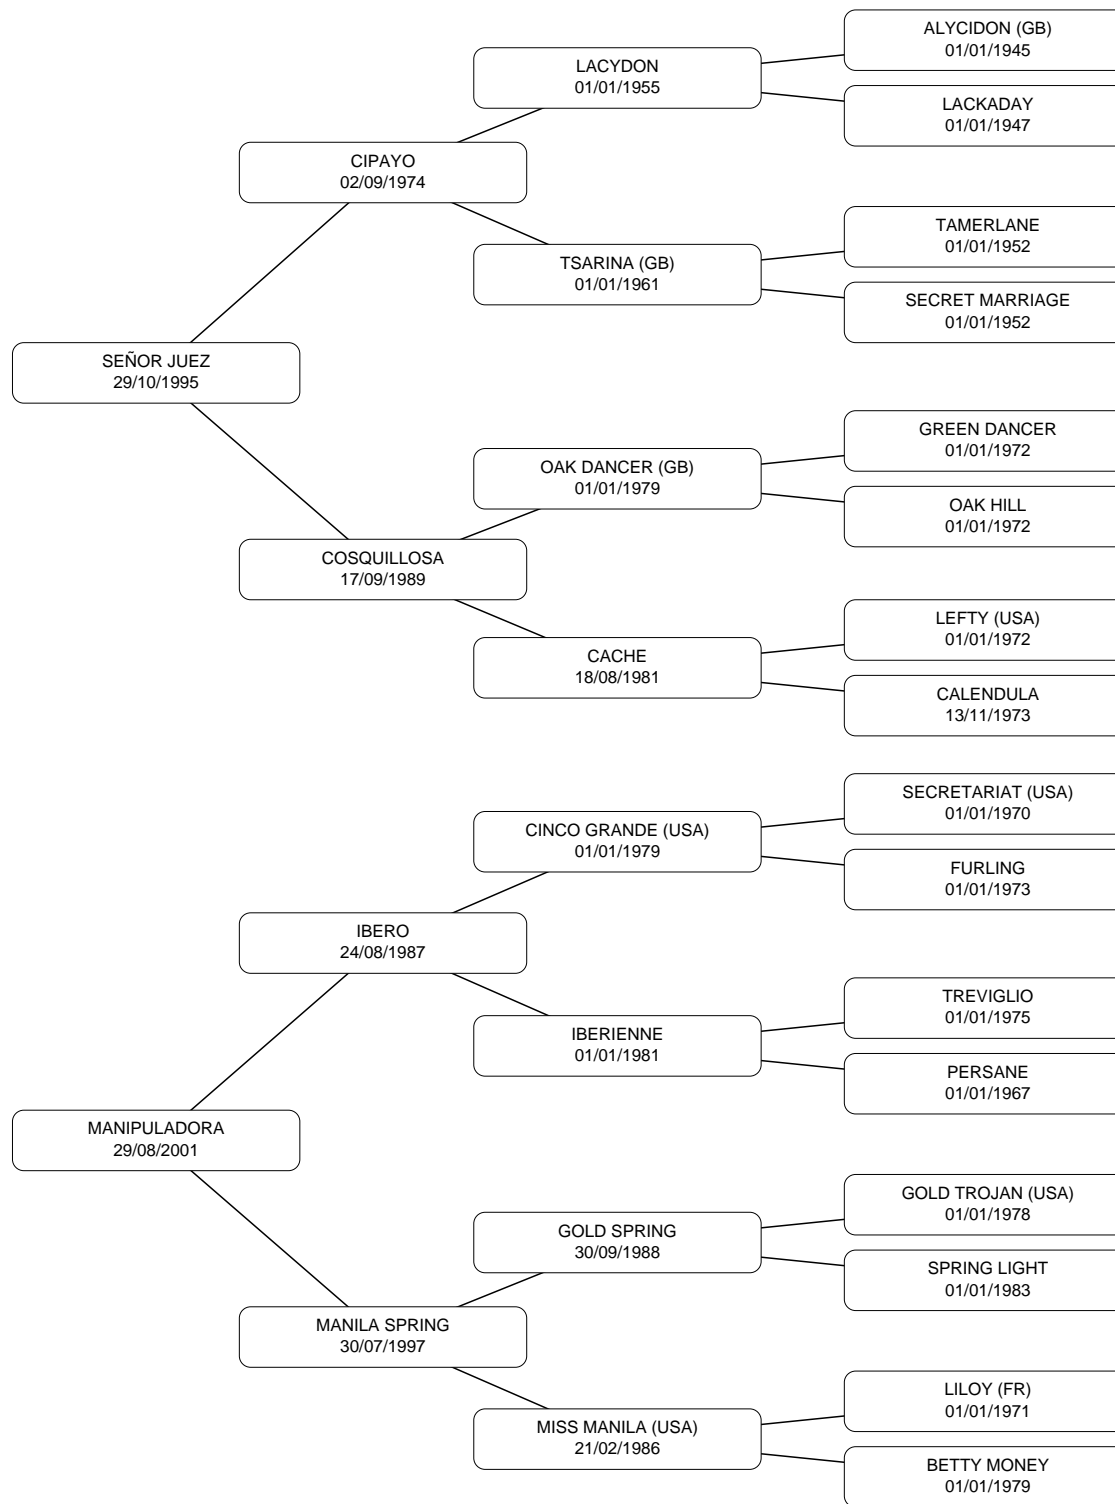 ALYCIDON (GB)
01/01/1945
LACYDON
01/01/1955
LACKADAY
01/01/1947
CIPAYO
02/09/1974
TAMERLANE
01/01/1952
TSARINA (GB)
01/01/1961
SECRET MARRIAGE
01/01/1952
SEÑOR JUEZ
29/10/1995
GREEN DANCER
01/01/1972
OAK DANCER (GB)
01/01/1979
OAK HILL
01/01/1972
COSQUILLOSA
17/09/1989
LEFTY (USA)
01/01/1972
CACHE
18/08/1981
CALENDULA
13/11/1973
SECRETARIAT (USA)
01/01/1970
CINCO GRANDE (USA)
01/01/1979
FURLING
01/01/1973
IBERO
24/08/1987
TREVIGLIO
01/01/1975
IBERIENNE
01/01/1981
PERSANE
01/01/1967
MANIPULADORA
29/08/2001
GOLD TROJAN (USA)
01/01/1978
GOLD SPRING
30/09/1988
SPRING LIGHT
01/01/1983
MANILA SPRING
30/07/1997
LILOY (FR)
01/01/1971
MISS MANILA (USA)
21/02/1986
BETTY MONEY
01/01/1979